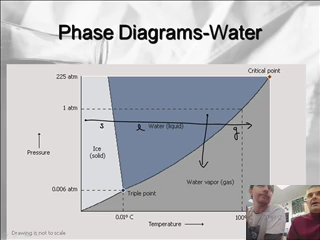 Phase Diagrams-Water
Critical point
225 atm
1 atm
s l g
Water (liquid)
Pressure
Ice
(solid)
Water vapor (gas)
0.006 atm
Triple point
0.01° C
100°
Temperature
Drawing is not to scale